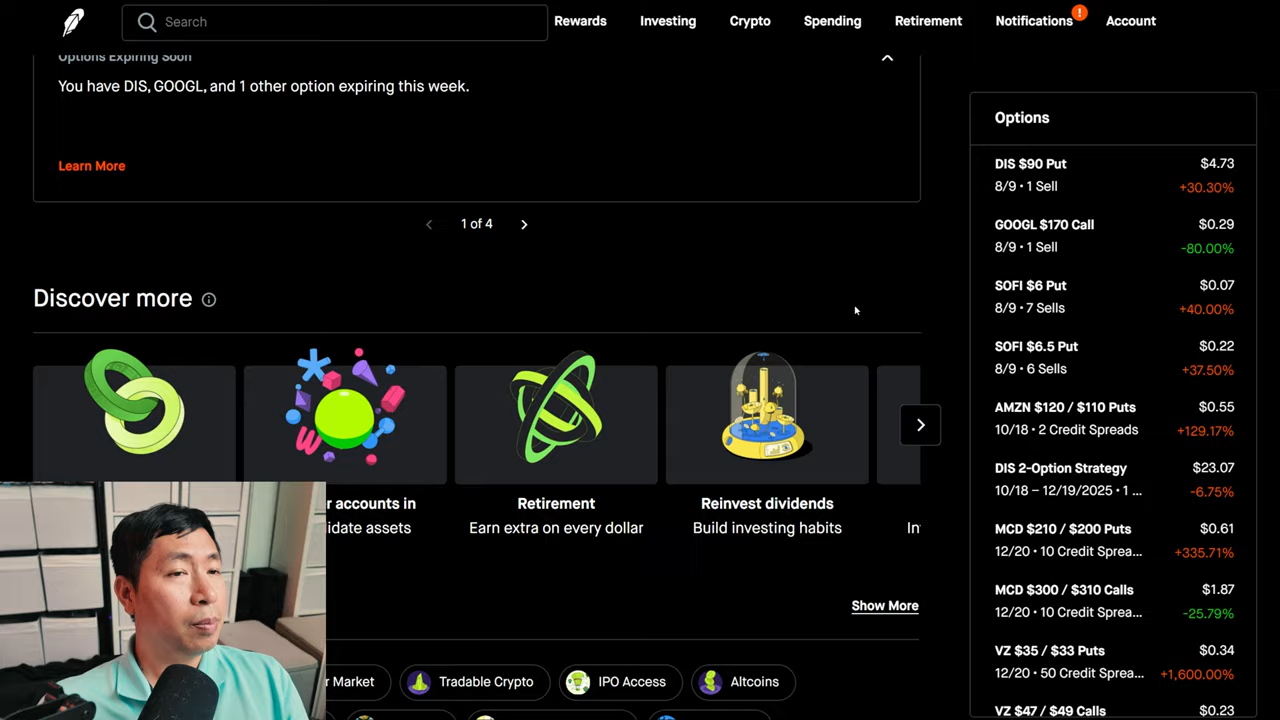 Search
Rewards
Investing
Crypto
Spending
Retirement
Notifications
!
Account
Options Expiring Soon
You have DIS, GOOGL, and 1 other option expiring this week.
Learn More
1 of 4
Discover more
r accounts in
idate assets
Retirement
Earn extra on every dollar
Reinvest dividends
Build investing habits
In
Show More
r Market
Tradable Crypto
IPO Access
Altcoins
Options
DIS $90 Put $4.73
8/9 • 1 Sell +30.30%
GOOGL $170 Call $0.29
8/9 • 1 Sell -80.00%
SOFI $6 Put $0.07
8/9 • 7 Sells +40.00%
SOFI $6.5 Put $0.22
8/9 • 6 Sells +37.50%
AMZN $120 / $110 Puts $0.55
10/18 • 2 Credit Spreads +129.17%
DIS 2-Option Strategy $23.07
10/18 – 12/19/2025 • 1 ... -6.75%
MCD $210 / $200 Puts $0.61
12/20 • 10 Credit Sprea... +335.71%
MCD $300 / $310 Calls $1.87
12/20 • 10 Credit Sprea... -25.79%
VZ $35 / $33 Puts $0.34
12/20 • 50 Credit Sprea... +1,600.00%
VZ $47 / $49 Calls $0.23